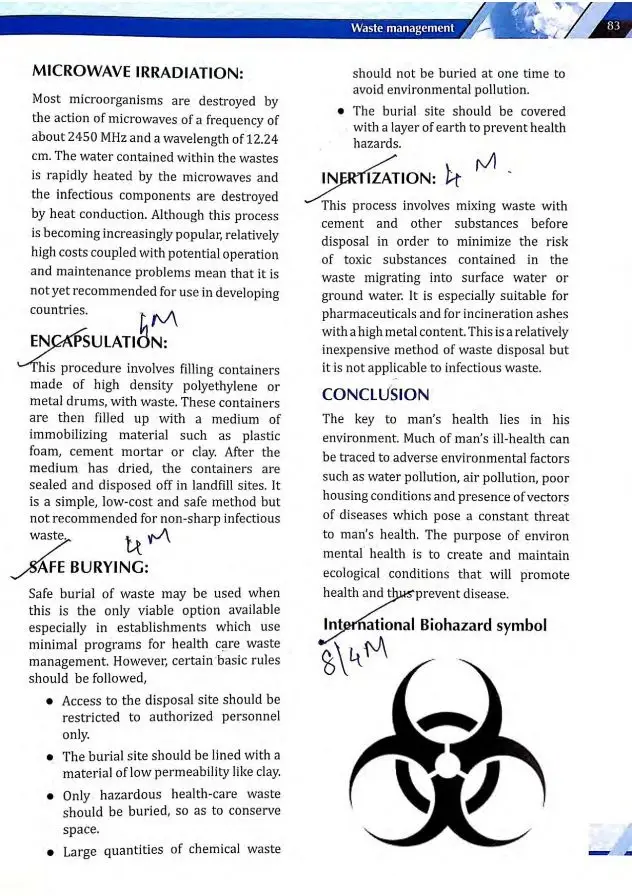 Waste management
83
MICROWAVE IRRADIATION:
Most microorganisms are destroyed by
the action of microwaves of a frequency of
about 2450 MHz and a wavelength of 12.24
cm. The water contained within the wastes
is rapidly heated by the microwaves and
the infectious components are destroyed
by heat conduction. Although this process
is becoming increasingly popular, relatively
high costs coupled with potential operation
and maintenance problems mean that it is
not yet recommended for use in developing
countries.
4M
ENCAPSULATION:
This procedure involves filling containers
made of high density polyethylene or
metal drums, with waste. These containers
are then filled up with a medium of
immobilizing material such as plastic
foam, cement mortar or clay. After the
medium has dried, the containers are
sealed and disposed off in landfill sites. It
is a simple, low-cost and safe method but
not recommended for non-sharp infectious
waste.
4M
SAFE BURYING:
Safe burial of waste may be used when
this is the only viable option available
especially in establishments which use
minimal programs for health care waste
management. However, certain basic rules
should be followed,
● Access to the disposal site should be
restricted to authorized personnel
only.
● The burial site should be lined with a
material of low permeability like clay.
● Only hazardous health-care waste
should be buried, so as to conserve
space.
● Large quantities of chemical waste
should not be buried at one time to
avoid environmental pollution.
● The burial site should be covered
with a layer of earth to prevent health
hazards.
INERTIZATION: 4 M
This process involves mixing waste with
cement and other substances before
disposal in order to minimize the risk
of toxic substances contained in the
waste migrating into surface water or
ground water. It is especially suitable for
pharmaceuticals and for incineration ashes
with a high metal content. This is a relatively
inexpensive method of waste disposal but
it is not applicable to infectious waste.
CONCLUSION
The key to man's health lies in his
environment. Much of man's ill-health can
be traced to adverse environmental factors
such as water pollution, air pollution, poor
housing conditions and presence of vectors
of diseases which pose a constant threat
to man's health. The purpose of environ
mental health is to create and maintain
ecological conditions that will promote
health and thus prevent disease.
International Biohazard symbol
8/4M